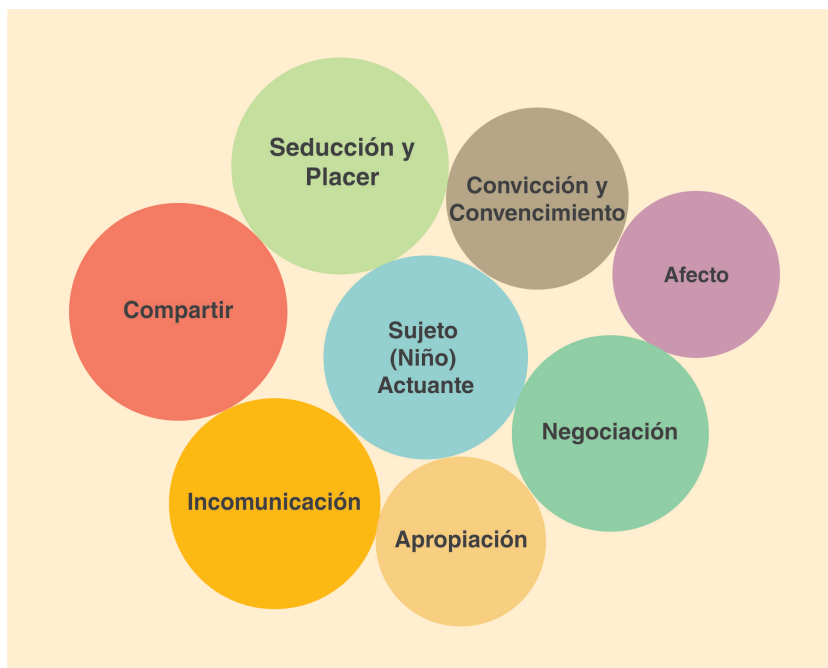 Seducción y
Placer
Convicción y
Convencimiento
Afecto
Compartir
Sujeto
(Niño)
Actuante
Negociación
Incomunicación
Apropiación